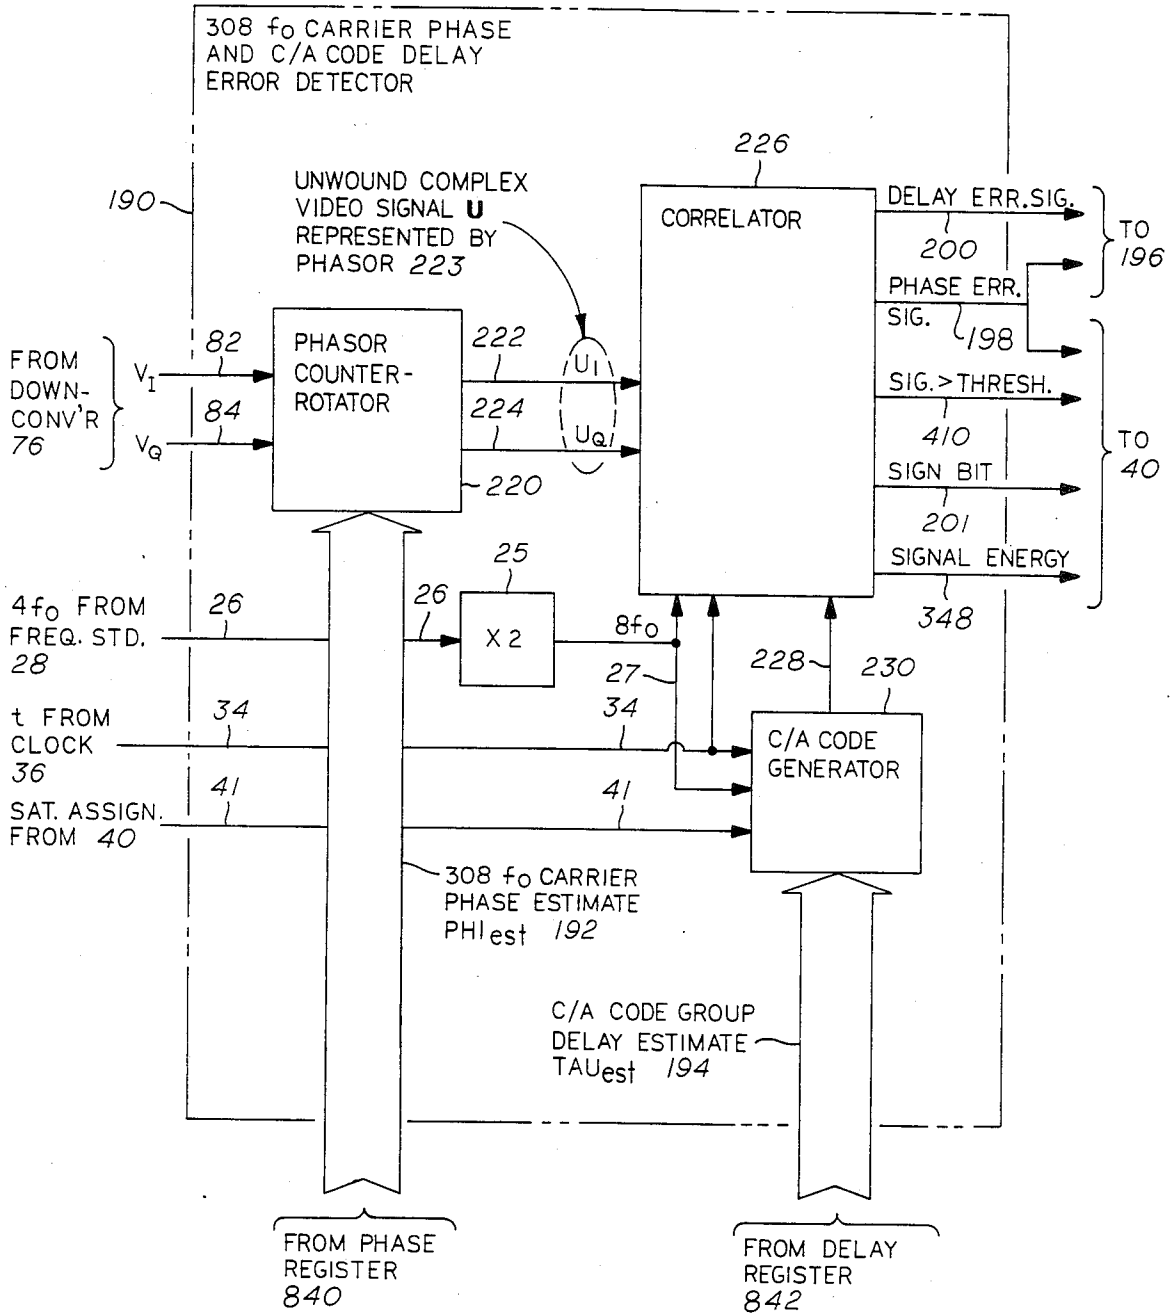 308 fo CARRIER PHASE
AND C/A CODE DELAY
ERROR DETECTOR
190
UNWOUND COMPLEX
VIDEO SIGNAL U
REPRESENTED BY
PHASOR 223
226
CORRELATOR
DELAY ERR.SIG.
200
TO
196
PHASE ERR.
SIG.
198
SIG.>THRESH.
410
SIGN BIT
201
SIGNAL ENERGY
348
TO
40
FROM
DOWN-
CONV'R
76
VI
82
VQ
84
PHASOR
COUNTER-
ROTATOR
222
UI
224
UQ
220
4fo FROM
FREQ. STD.
28
26
26
25
X 2
8fo
27
228
230
t FROM
CLOCK
36
34
34
C/A CODE
GENERATOR
SAT. ASSIGN.
FROM 40
41
41
308 fo CARRIER
PHASE ESTIMATE
PHIest 192
C/A CODE GROUP
DELAY ESTIMATE
TAUest 194
FROM PHASE
REGISTER
840
FROM DELAY
REGISTER
842